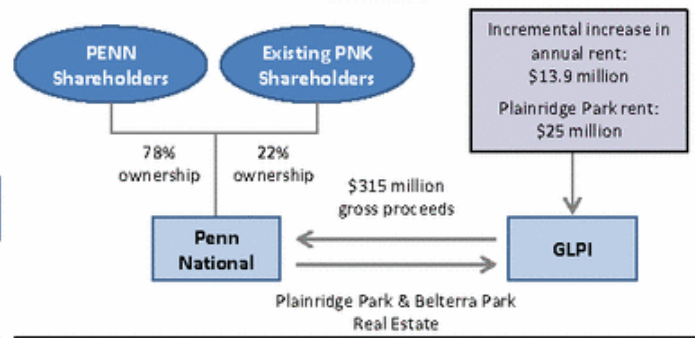 PENN
Shareholders
Existing PNK
Shareholders
Incremental increase in
annual rent:
$13.9 million
Plainridge Park rent:
$25 million
78%
ownership
22%
ownership
$315 million
gross proceeds
Penn
National
GLPI
Plainridge Park & Belterra Park
Real Estate